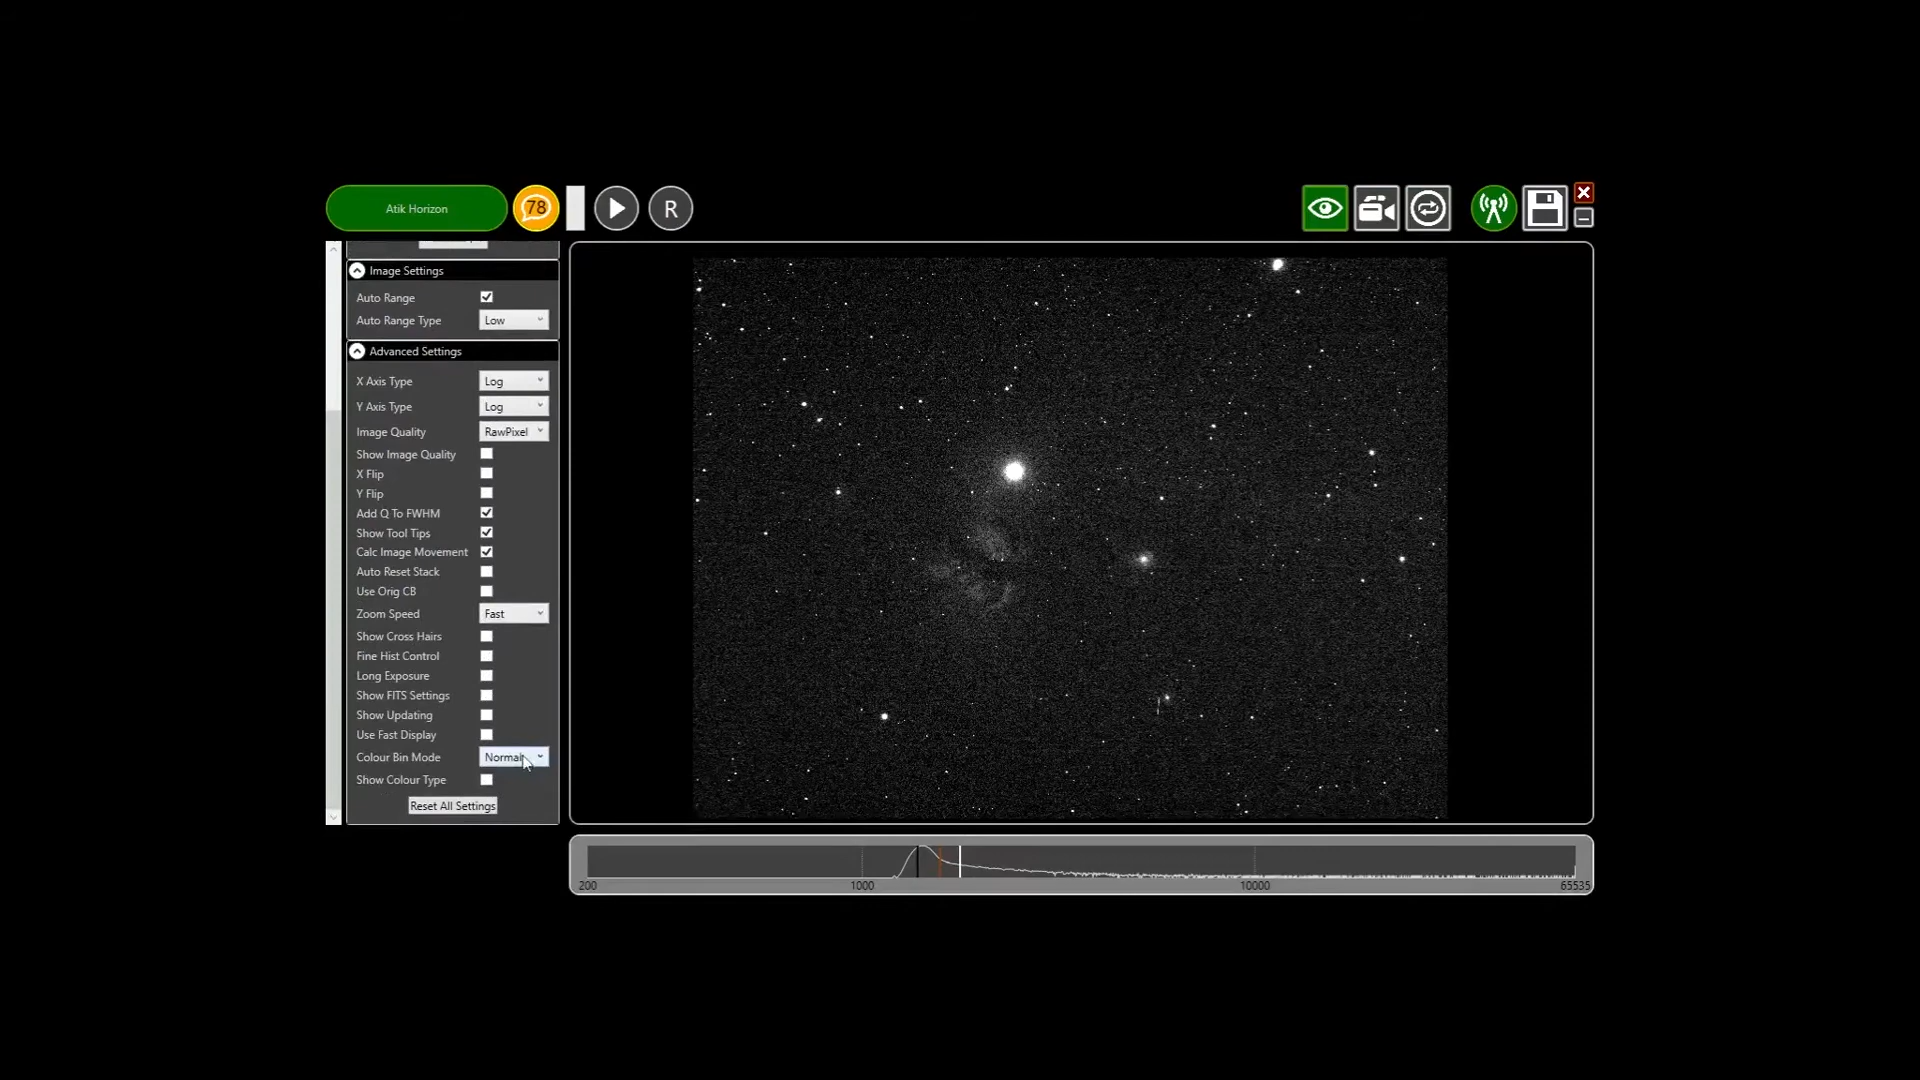 Atik Horizon
78
R
Image Settings
Auto Range
Auto Range Type Low
Advanced Settings
X Axis Type Log
Y Axis Type Log
Image Quality RawPixel
Show Image Quality
X Flip
Y Flip
Add Q To FWHM
Show Tool Tips
Calc Image Movement
Auto Reset Stack
Use Orig CB
Zoom Speed Fast
Show Cross Hairs
Fine Hist Control
Long Exposure
Show FITS Settings
Show Updating
Use Fast Display
Colour Bin Mode Normal
Show Colour Type
Reset All Settings
200 1000 10000 65535